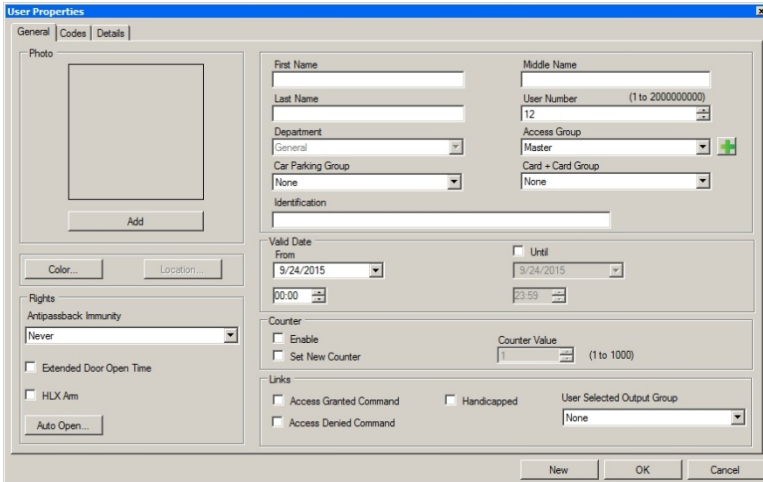 User Properties
General Codes Details
Photo
Add
Color... Location...
Rights
Antipassback Immunity
Never
Extended Door Open Time
HLX Arm
Auto Open...
First Name Middle Name
Last Name User Number (1 to 2000000000)
12
Department Access Group
General Master
Car Parking Group Card + Card Group
None None
Identification
Valid Date
From Until
9/24/2015 9/24/2015
00:00 23:59
Counter
Enable Counter Value
Set New Counter 1 (1 to 1000)
Links
Access Granted Command Handicapped User Selected Output Group
Access Denied Command None
New OK Cancel